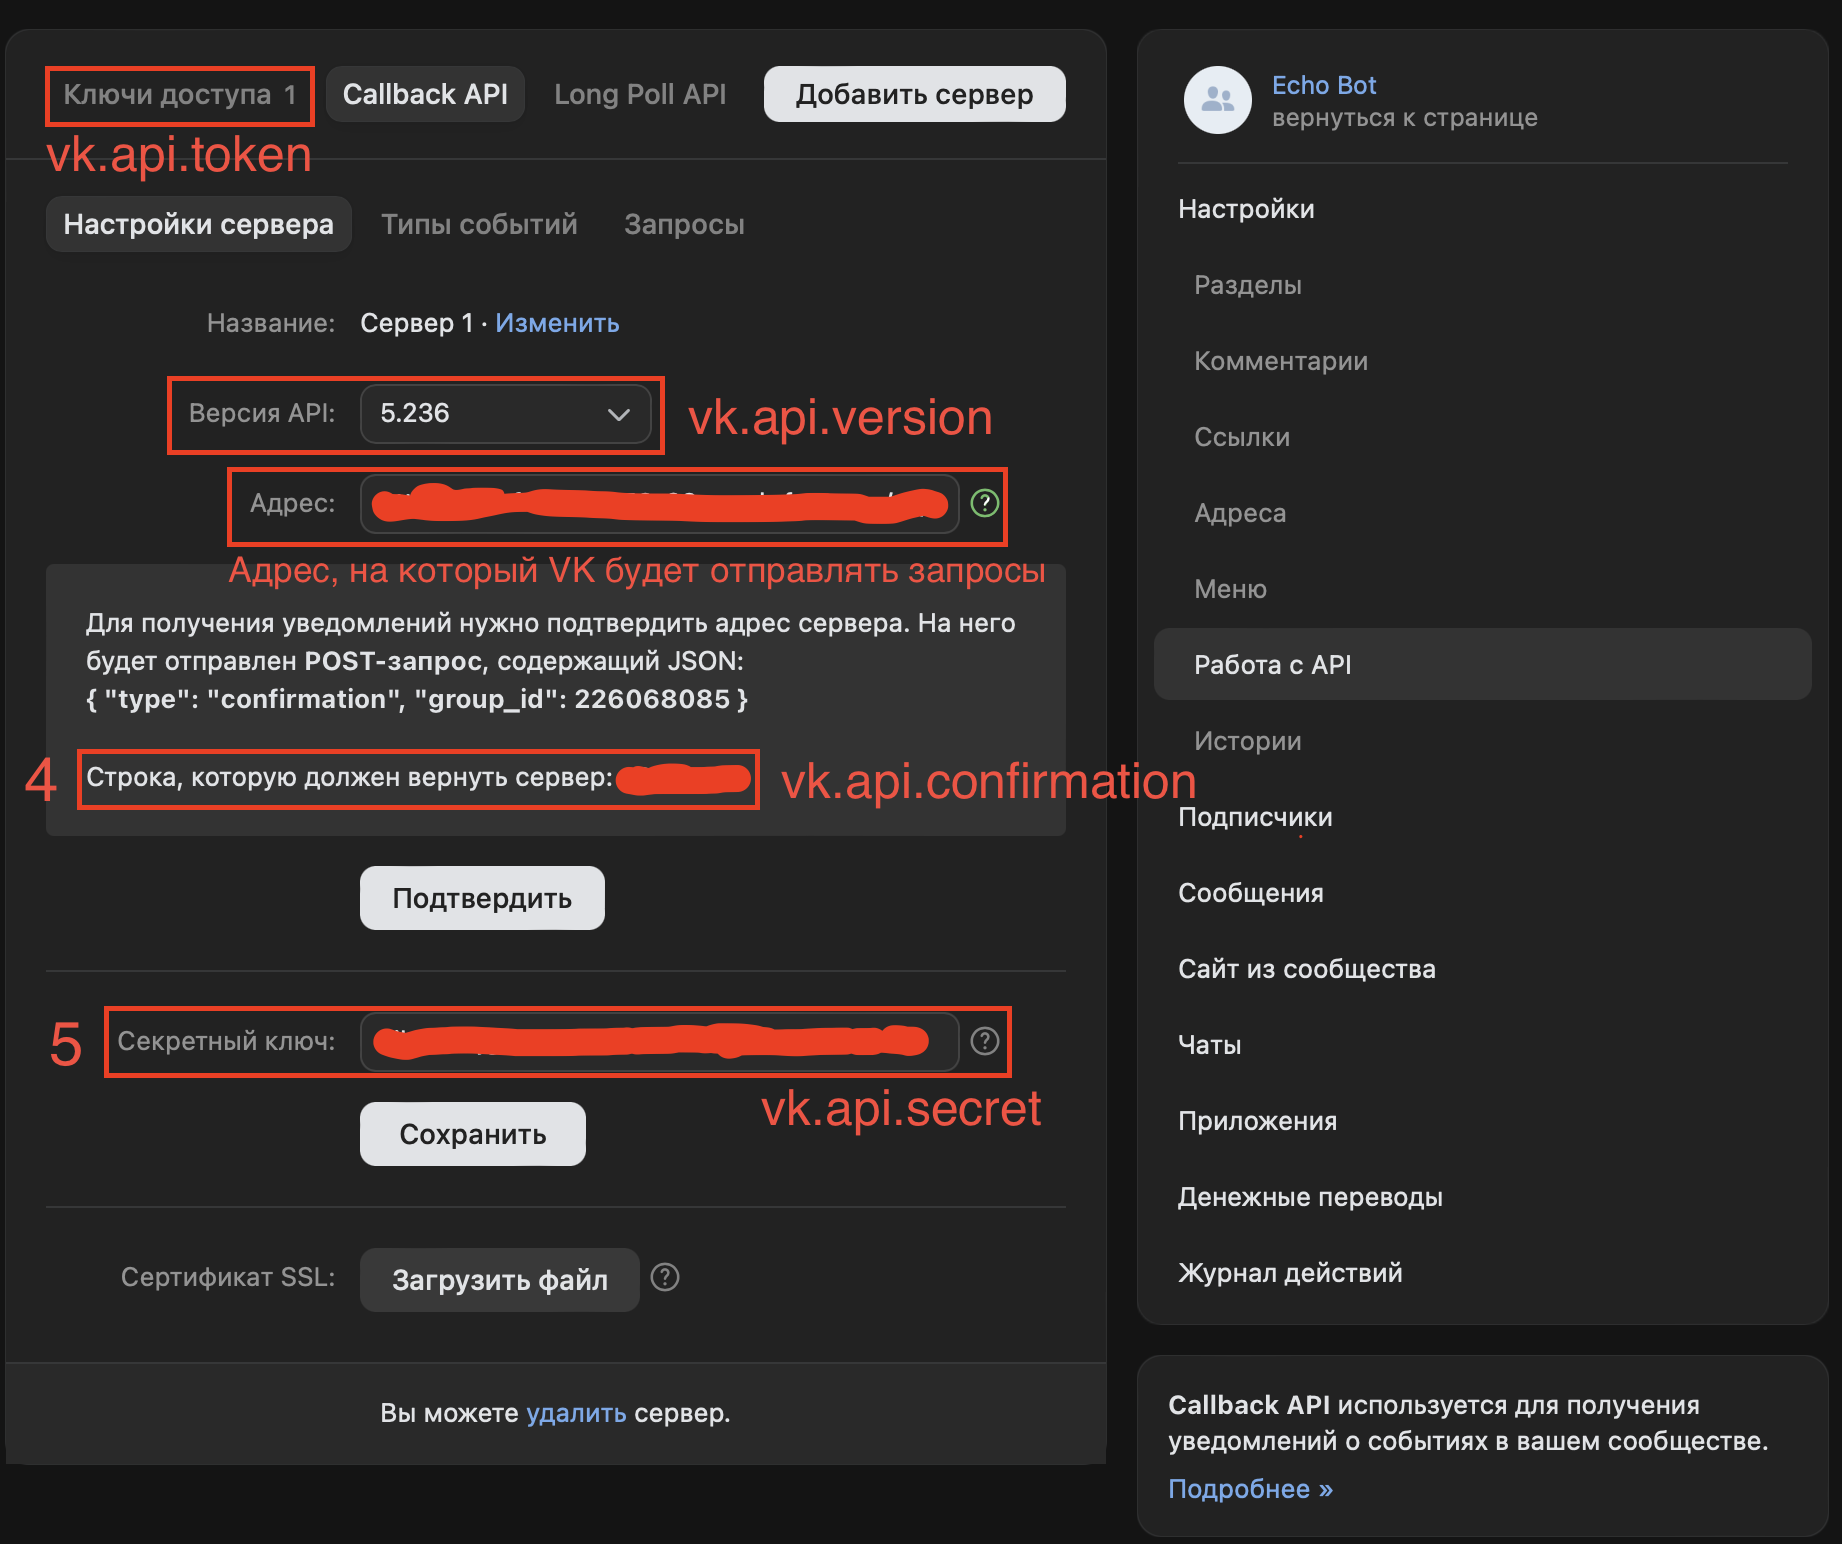 Ключи доступа 1
Callback API
Long Poll API
Добавить сервер
vk.api.token
Настройки сервера
Типы событий
Запросы
Название: Сервер 1 · Изменить
Версия API: 5.236
vk.api.version
Адрес:
Адрес, на который VK будет отправлять запросы
Для получения уведомлений нужно подтвердить адрес сервера. На него
будет отправлен POST-запрос, содержащий JSON:
{ "type": "confirmation", "group_id": 226068085 }
4
Строка, которую должен вернуть сервер:
vk.api.confirmation
Подтвердить
5
Секретный ключ:
vk.api.secret
Сохранить
Сертификат SSL: Загрузить файл
Вы можете удалить сервер.
Echo Bot
вернуться к странице
Настройки
Разделы
Комментарии
Ссылки
Адреса
Меню
Работа с API
Истории
Подписчики
Сообщения
Сайт из сообщества
Чаты
Приложения
Денежные переводы
Журнал действий
Callback API используется для получения
уведомлений о событиях в вашем сообществе.
Подробнее »